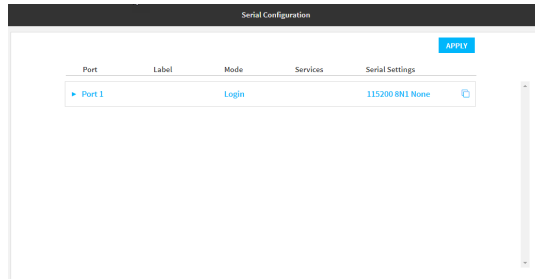 Serial Configuration
APPLY
Port Label Mode Services Serial Settings
Port 1 Login 115200 8N1 None